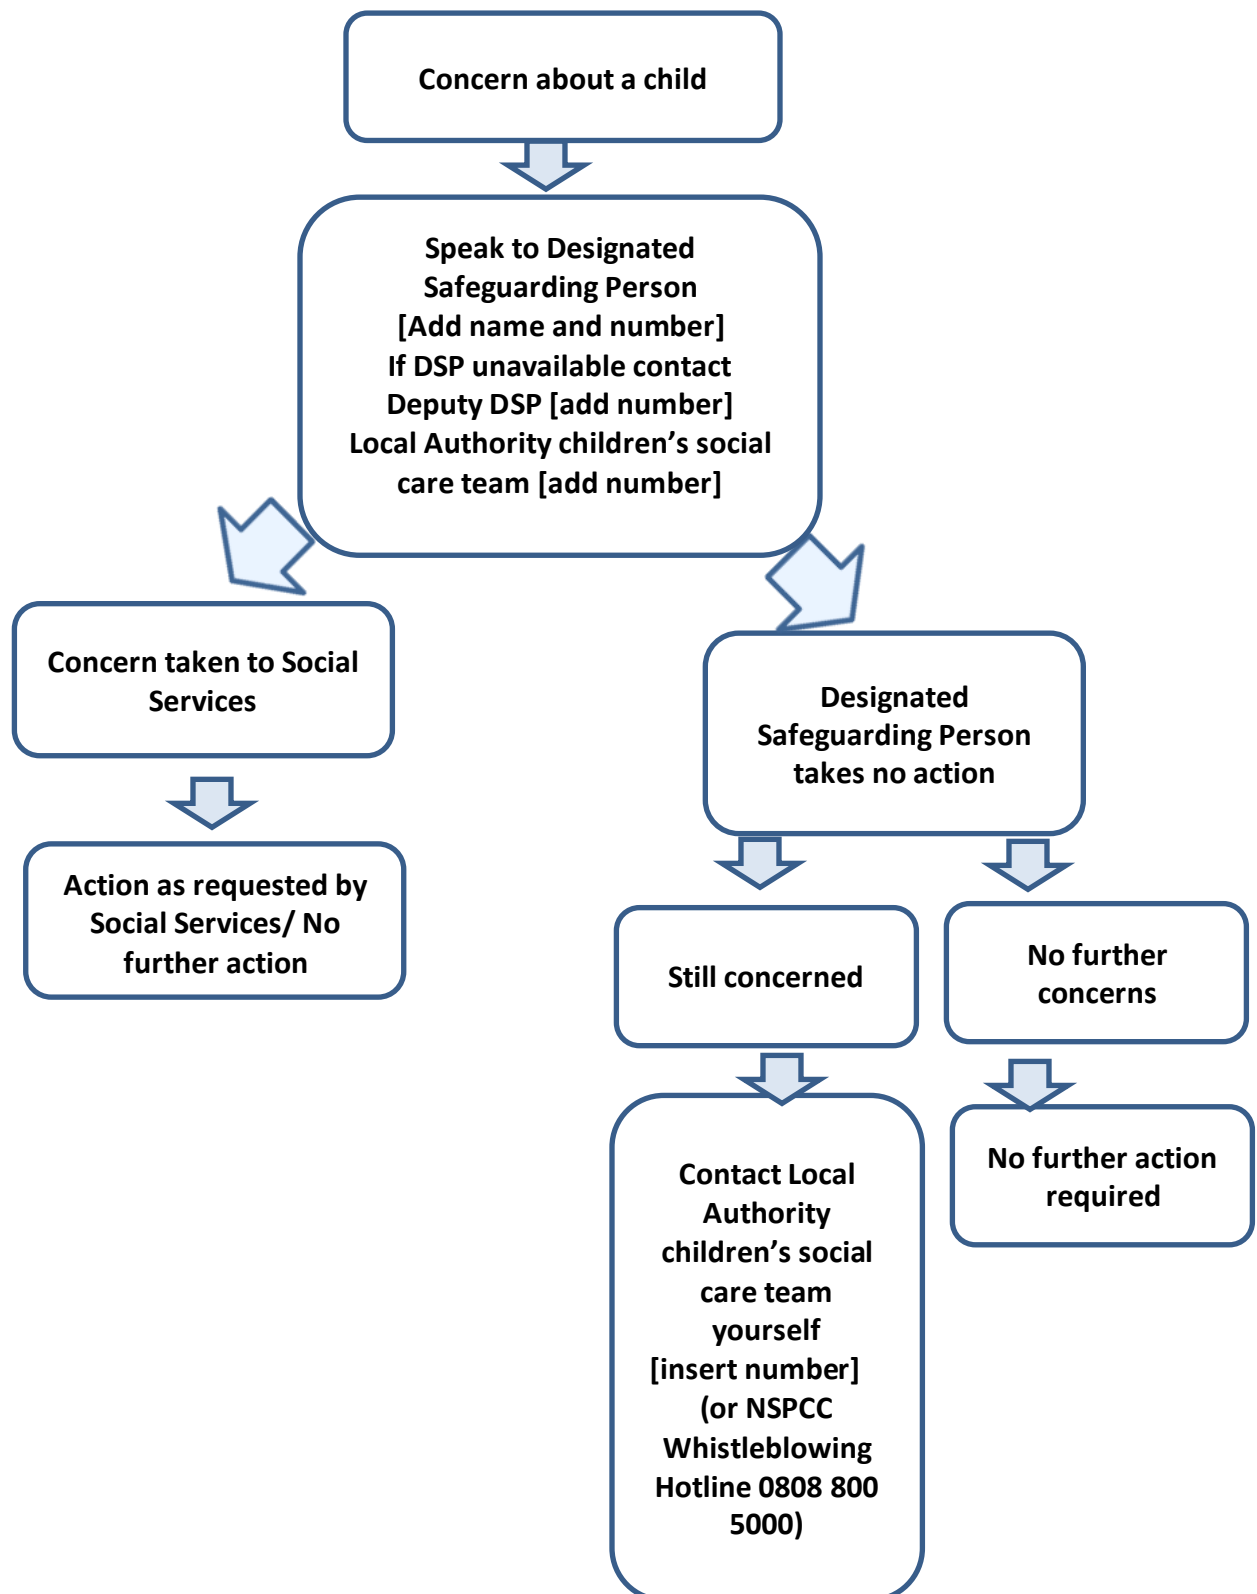 Concern about a child
Speak to Designated
Safeguarding Person
[Add name and number]
If DSP unavailable contact
Deputy DSP [add number]
Local Authority children’s social
care team [add number]
Concern taken to Social
Services
Action as requested by
Social Services/ No
further action
Designated
Safeguarding Person
takes no action
Still concerned
Contact Local
Authority
children’s social
care team
yourself
[insert number]
(or NSPCC
Whistleblowing
Hotline 0808 800
5000)
No further
concerns
No further action
required